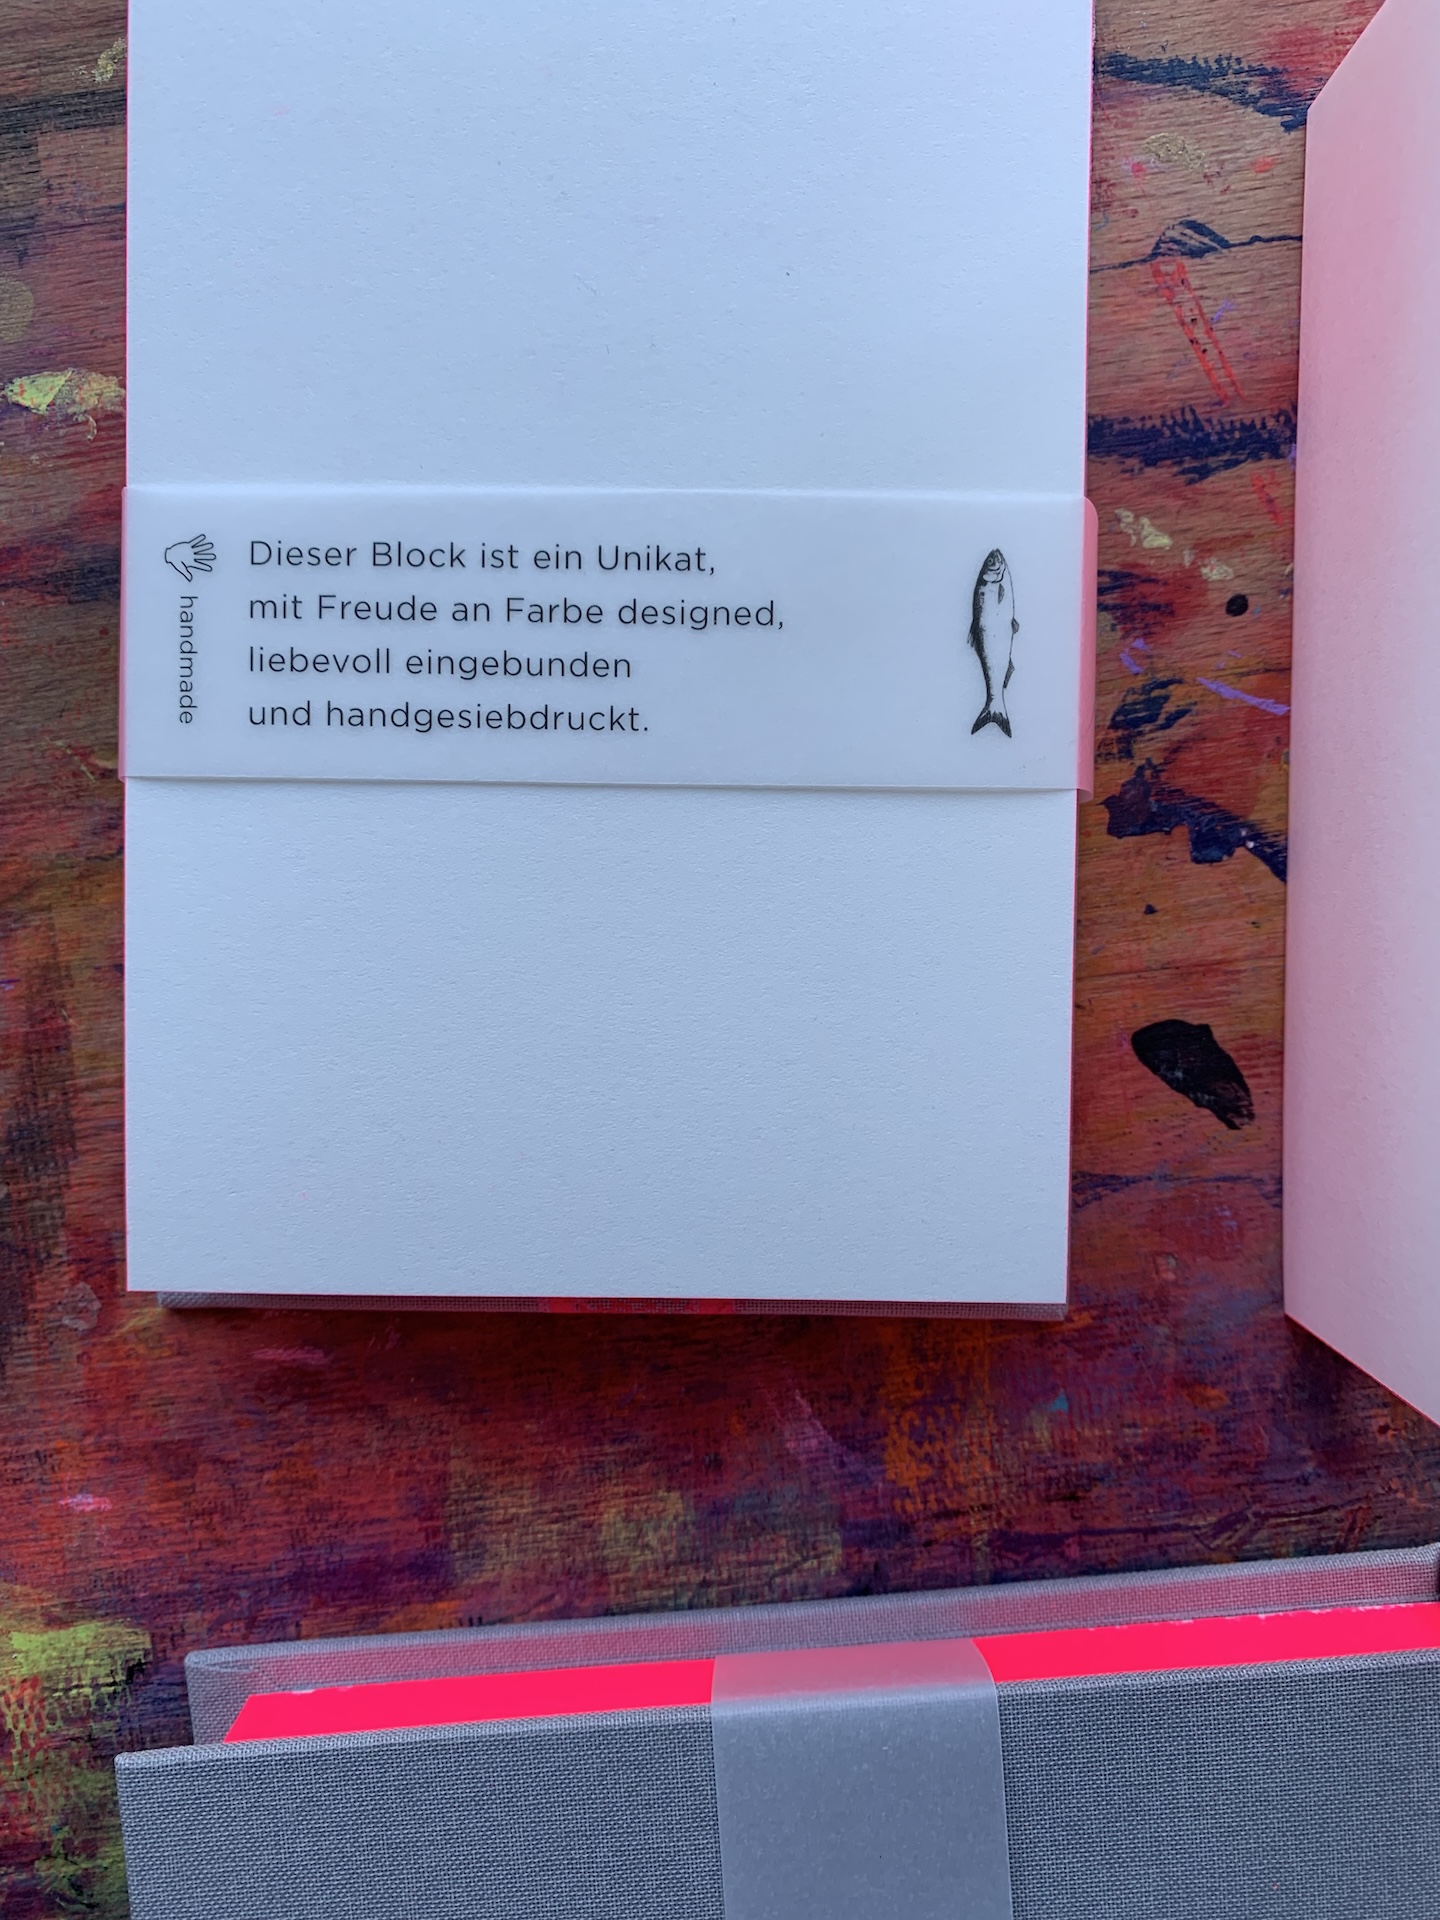 handmade
Dieser Block ist ein Unikat,
mit Freude an Farbe designed,
liebevoll eingebunden
und handgesiebdruckt.